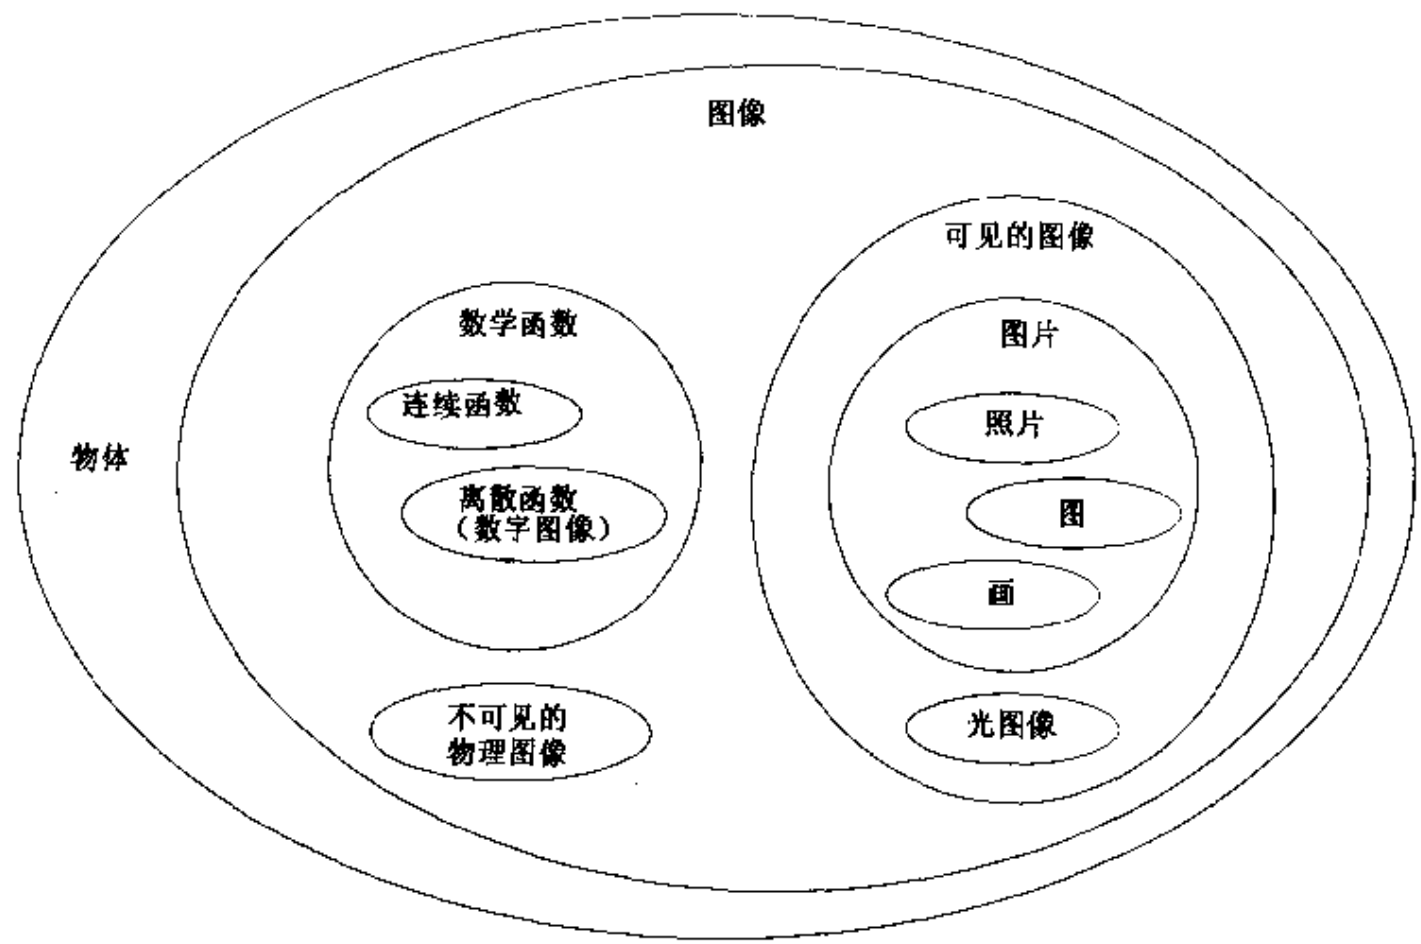 图像
可见的图像
数学函数
图片
连续函数
照片
物体
离散函数
（数字图像）
图
画
不可见的
物理图像
光图像